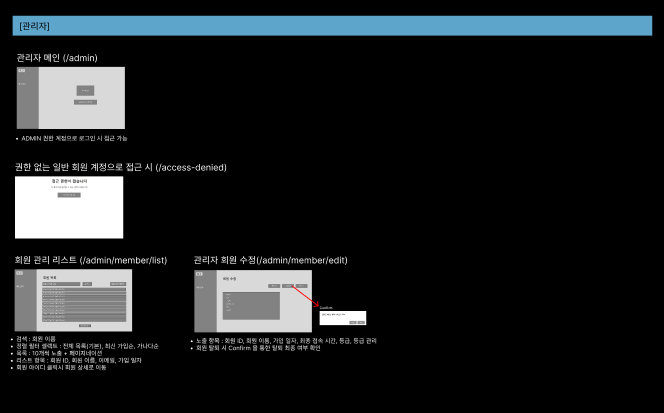 [관리자]
관리자 메인 (/admin)
• ADMIN 권한 계정으로 로그인 시 접근 가능
권한 없는 일반 회원 계정으로 접근 시 (/access-denied)
접근 권한이 없습니다
회원 관리 리스트 (/admin/member/list)
관리자 회원 수정(/admin/member/edit)
회원 목록
회원 수정
Confirm
• 노출 항목 : 회원 ID, 회원 이름, 가입 일자, 최종 접속 시간, 등급, 등급 관리
• 회원 탈퇴 시 Confirm 을 통한 탈퇴 최종 여부 확인
• 검색 : 회원 이름
• 정렬 필터 셀렉트 : 전체 목록(기본), 최신 가입순, 가나다순
• 목록 : 10개씩 노출 + 페이지네이션
• 리스트 항목 : 회원 ID, 회원 이름, 이메일, 가입 일자
• 회원 아이디 클릭시 회원 상세로 이동